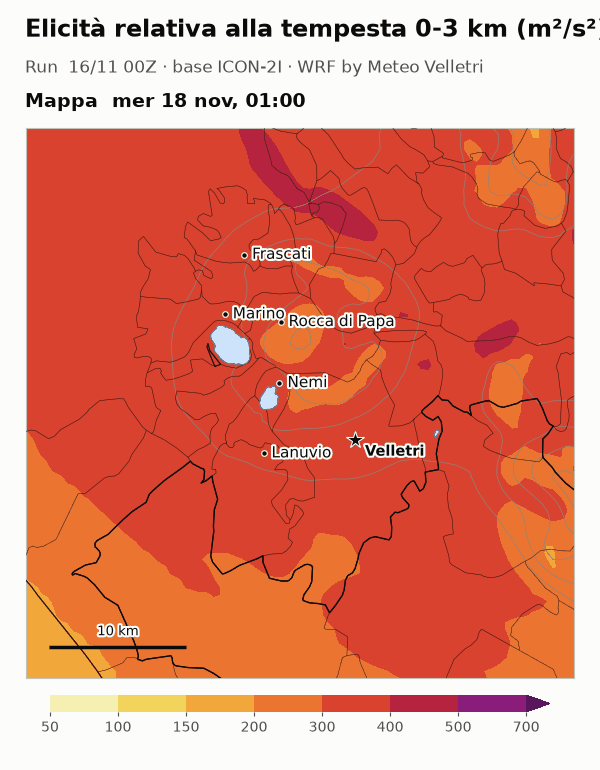 Elicità relativa alla tempesta 0-3 km (m²/s²)
Run 16/11 00Z · base ICON-2I · WRF by Meteo Velletri
Mappa mer 18 nov, 01:00
Frascati
Marino
Rocca di Papa
Nemi
Velletri
Lanuvio
10 km
50 100 150 200 300 400 500 700